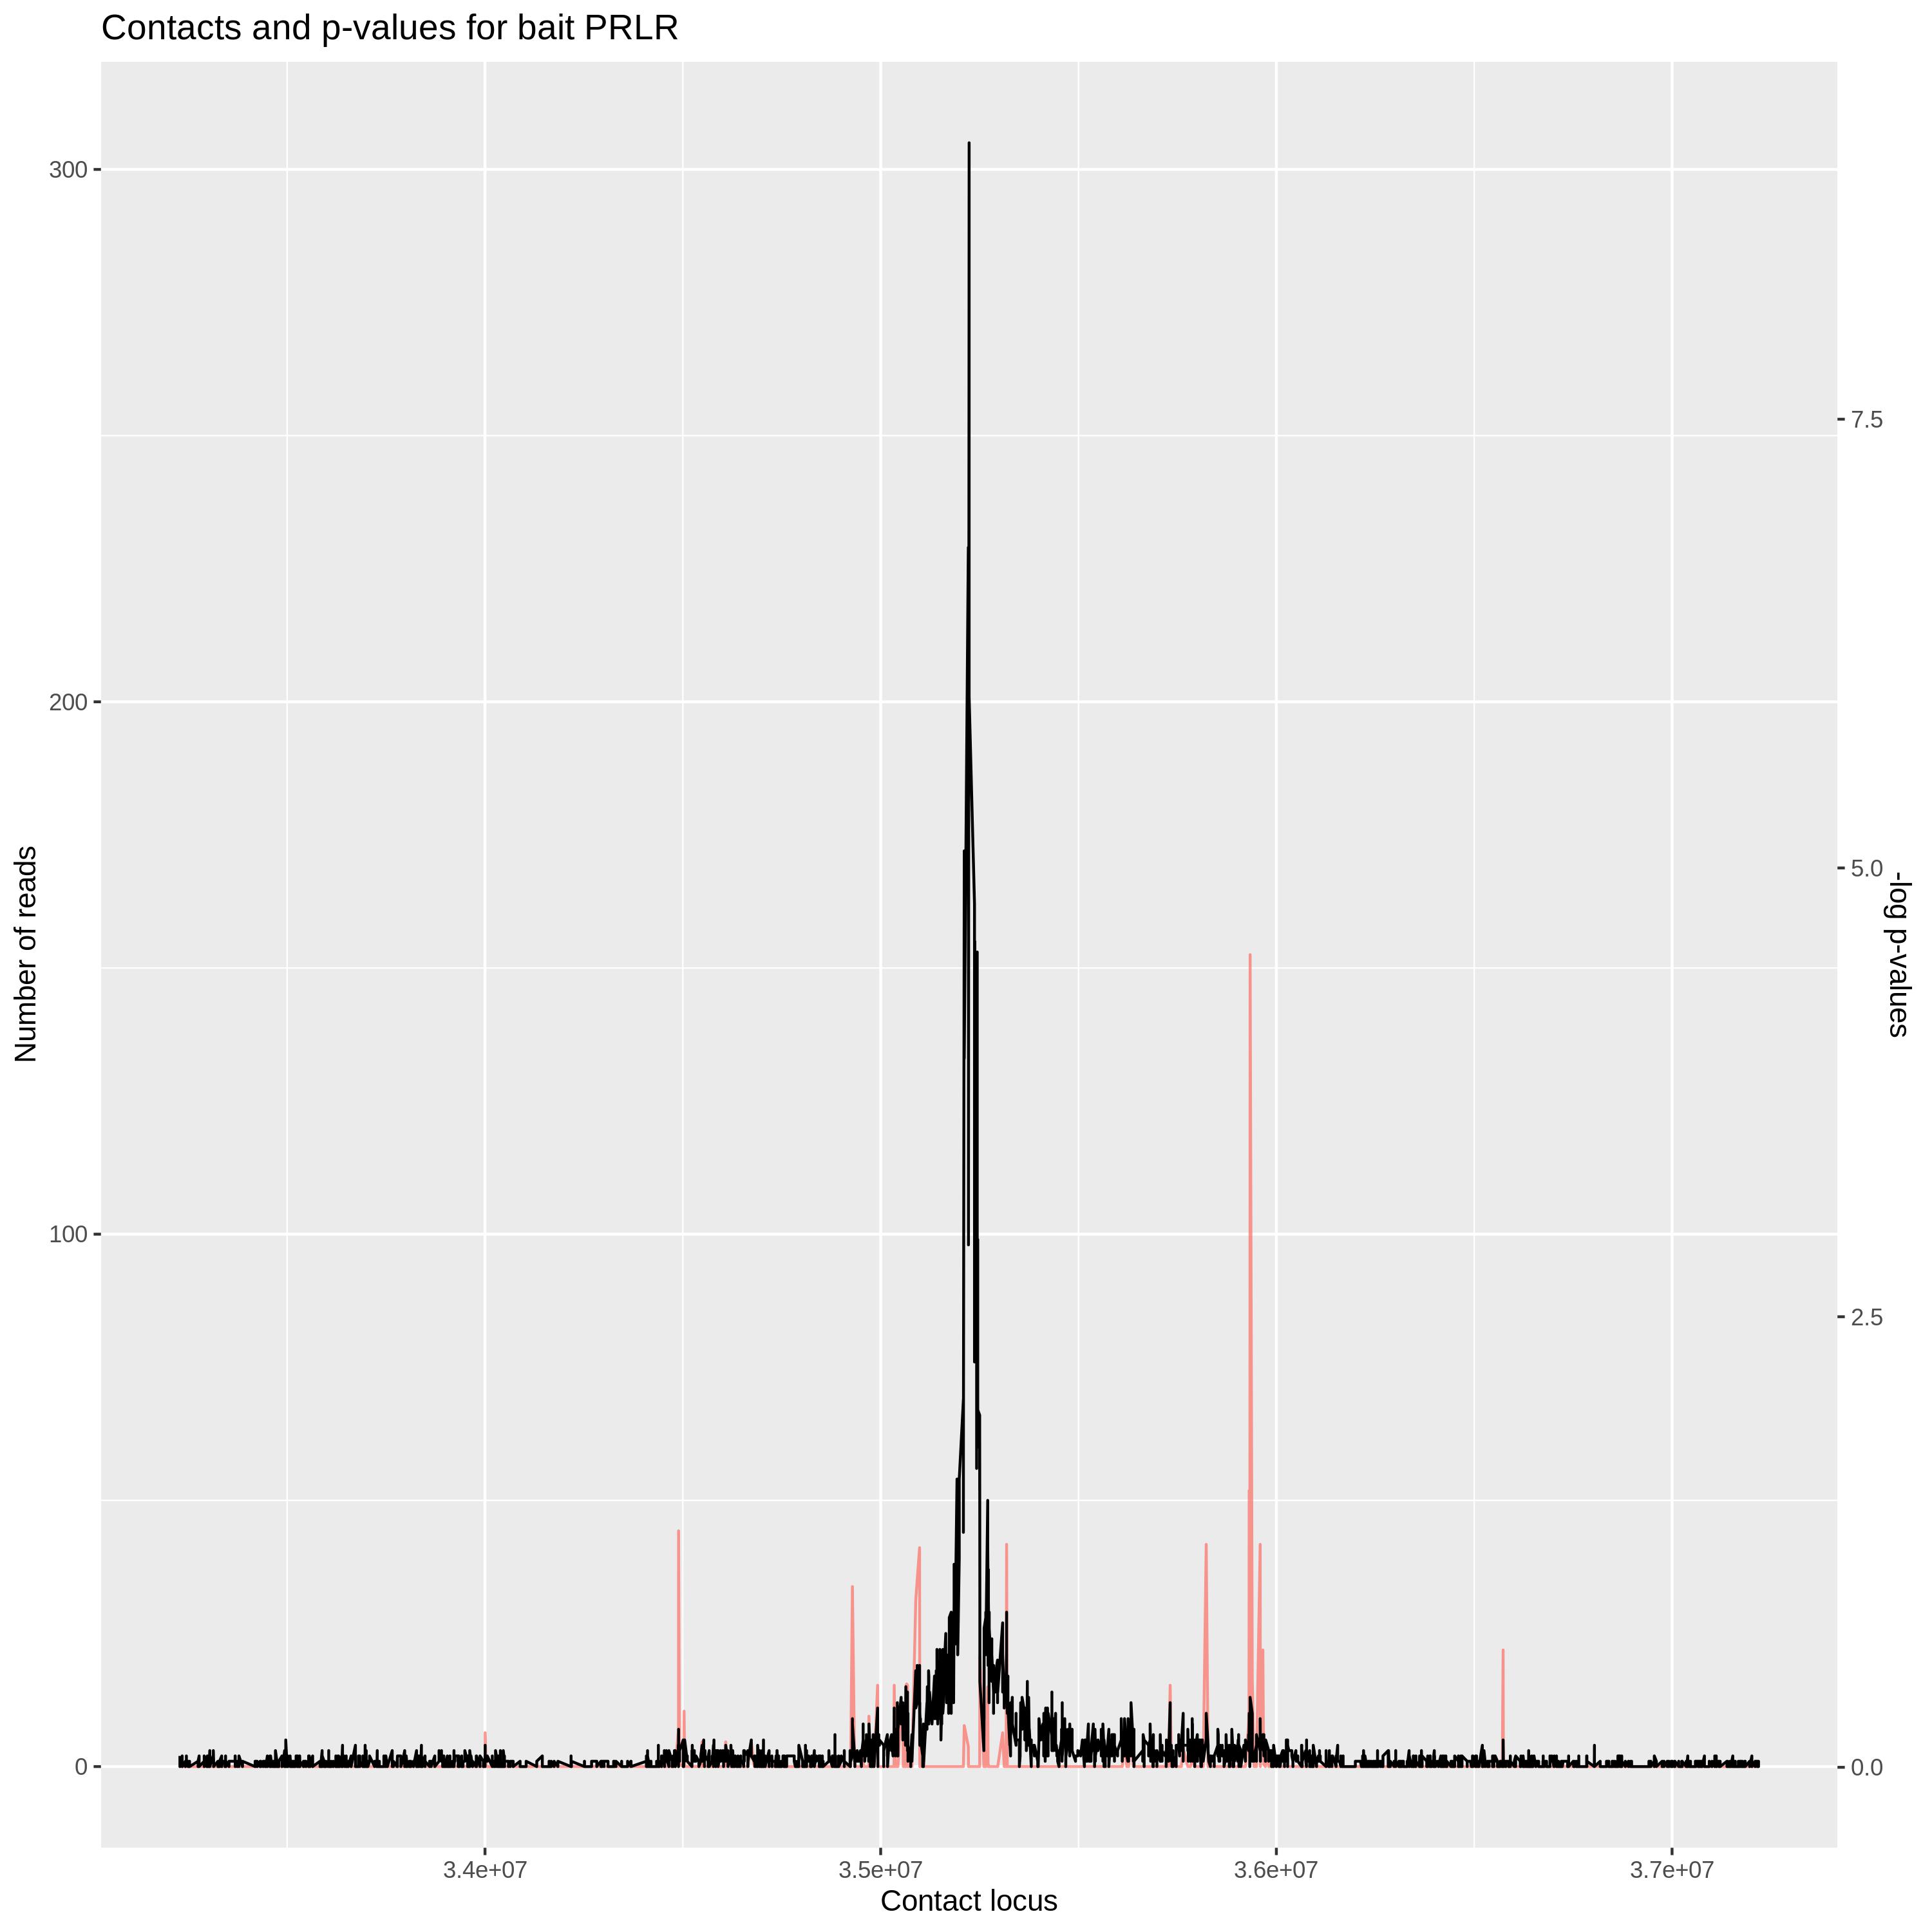 Contacts and p-values for bait PRLR
300
200
100
0
Number of reads
7.5
5.0
2.5
0.0
-log p-values
3.4e+07
3.5e+07
3.6e+07
3.7e+07
Contact locus